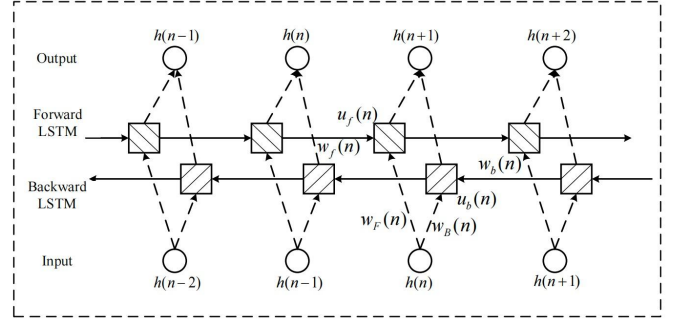 h(n−1) h(n) h(n+1) h(n+2)
Output
Forward
LSTM
u_f(n)
w_f(n)
w_b(n)
Backward
LSTM
u_b(n)
w_F(n) w_B(n)
Input
h(n−2) h(n−1) h(n) h(n+1)